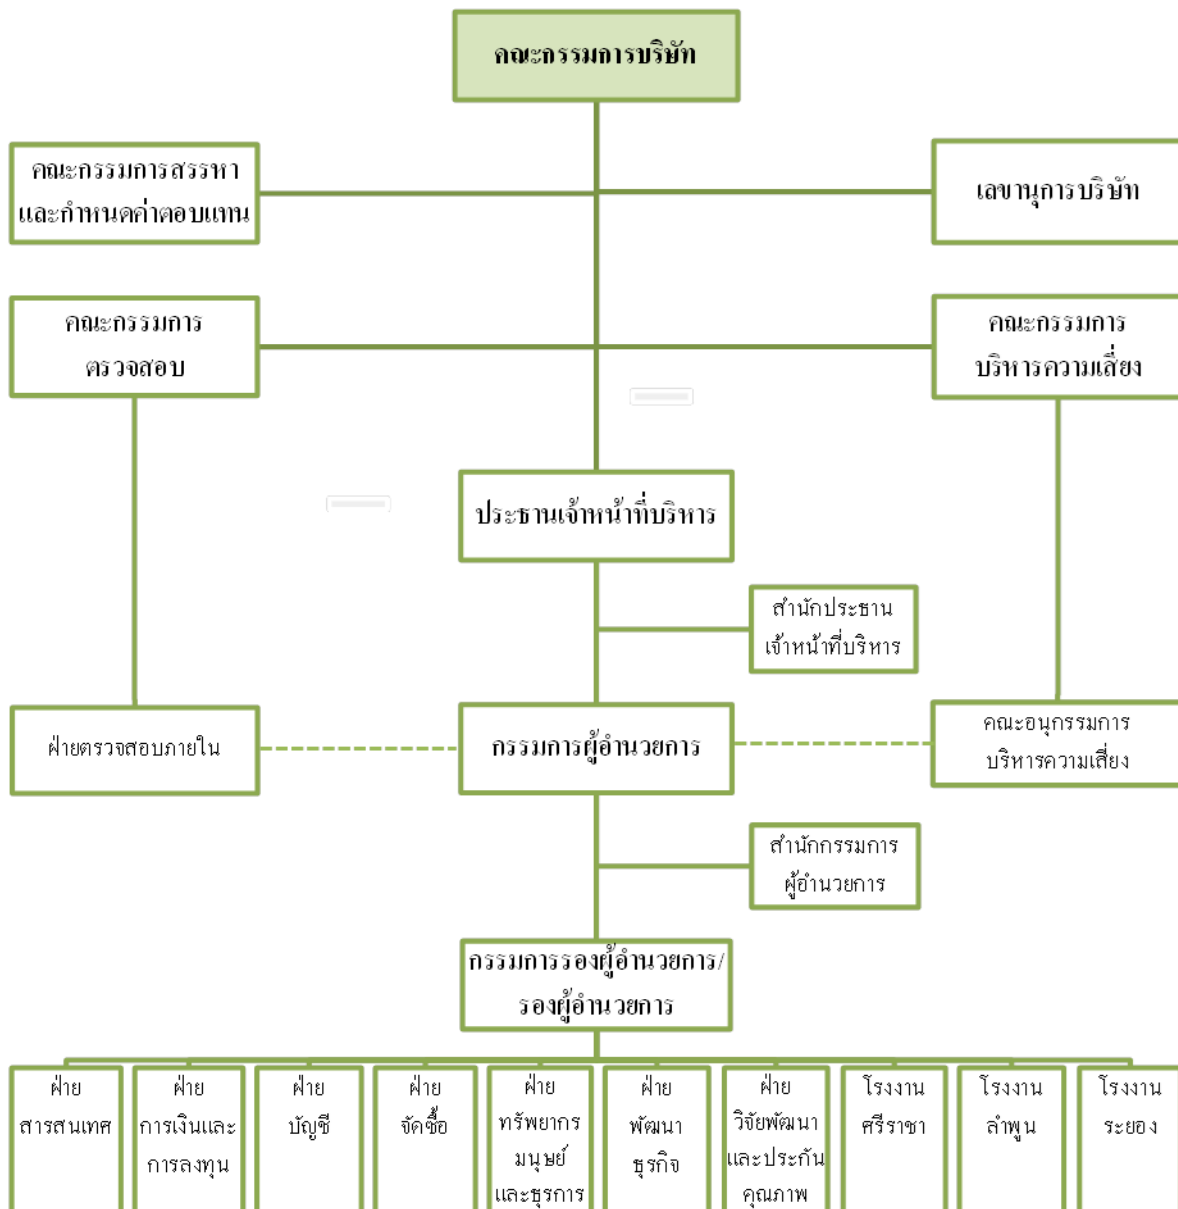 คณะกรรมการบริษัท
คณะกรรมการสรรหา
และกำหนดค่าตอบแทน
เลขานุการบริษัท
คณะกรรมการ
ตรวจสอบ
คณะกรรมการ
บริหารความเสี่ยง
ประธานเจ้าหน้าที่บริหาร
สำนักประธาน
เจ้าหน้าที่บริหาร
ฝ่ายตรวจสอบภายใน
กรรมการผู้อำนวยการ
คณะอนุกรรมการ
บริหารความเสี่ยง
สำนักกรรมการ
ผู้อำนวยการ
กรรมการรองผู้อำนวยการ/
รองผู้อำนวยการ
ฝ่าย
สารสนเทศ
ฝ่าย
การเงินและ
การลงทุน
ฝ่าย
บัญชี
ฝ่าย
จัดซื้อ
ฝ่าย
ทรัพยากร
มนุษย์
และธุรการ
ฝ่าย
พัฒนา
ธุรกิจ
ฝ่าย
วิจัยพัฒนา
และประกัน
คุณภาพ
โรงงาน
ศรีราชา
โรงงาน
ลำพูน
โรงงาน
ระยอง